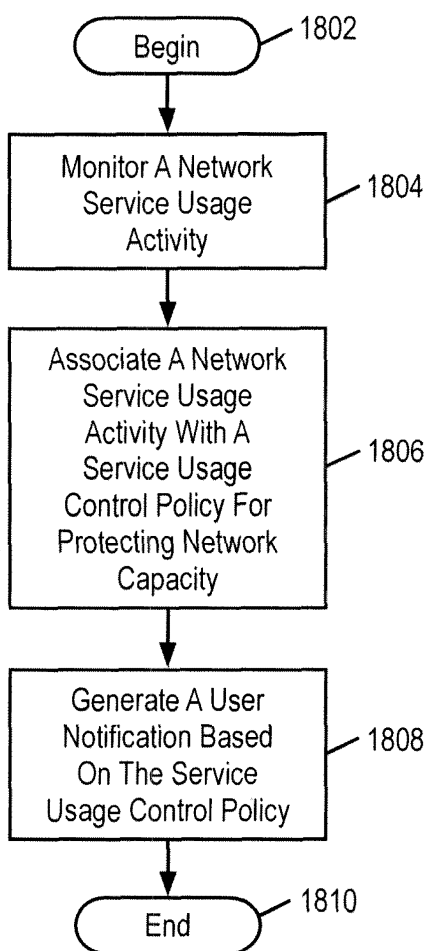 Begin
1802
Monitor A Network
Service Usage
Activity
1804
Associate A Network
Service Usage
Activity With A
Service Usage
Control Policy For
Protecting Network
Capacity
1806
Generate A User
Notification Based
On The Service
Usage Control Policy
1808
End
1810